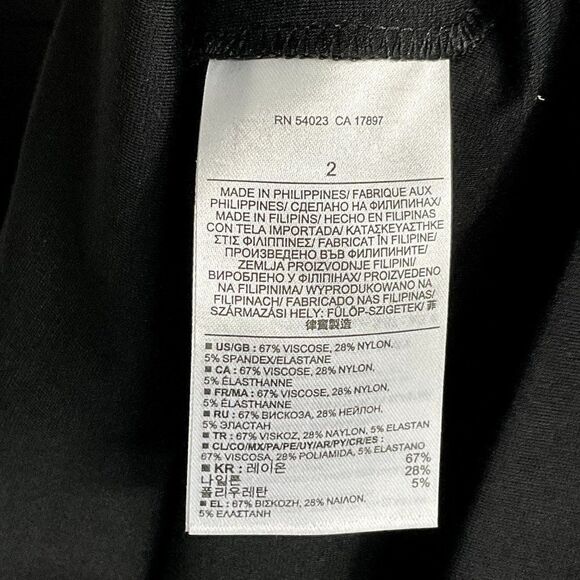 RN 54023 CA 17897
2
MADE IN PHILIPPINES/ FABRIQUE AUX
PHILIPPINES/ СДЕЛАНО НА ФИЛИПИНАХ/
MADE IN FILIPINS/ HECHO EN FILIPINAS
CON TELA IMPORTADA/ ΚΑΤΑΣΚΕΥΑΣΤΗΚΕ
ΣΤΙΣ ΦΙΛΙΠΠΙΝΕΣ/ FABRICAT ÎN FILIPINE/
ПРОИЗВЕДЕНО ВЪВ ФИЛИПИНИТЕ/
ZEMLJA PROIZVODNJE FILIPINI/
ВИРОБЛЕНО У ФІЛІПІНАХ/ PROIZVEDENO
NA FILIPINIMA/ WYPRODUKOWANO NA
FILIPINACH/ FABRICADO NAS FILIPINAS/
SZÁRMAZÁSI HELY: FÜLÖP-SZIGETEK/ 菲
律賓製造
US/GB : 67% VISCOSE, 28% NYLON,
5% SPANDEX/ELASTANE
CA : 67% VISCOSE, 28% NYLON,
5% ÉLASTHANNE
FR/MA : 67% VISCOSE, 28% NYLON,
5% ÉLASTHANNE
RU : 67% ВИСКОЗА, 28% НЕЙЛОН,
5% ЭЛАСТАН
TR : 67% VISKOZ, 28% NAYLON, 5% ELASTAN
CL/CO/MX/PA/PE/UY/AR/PY/CR/ES :
67% VISCOSA, 28% POLIAMIDA, 5% ELASTANO
KR : 레이온 67%
나일론 28%
폴리우레탄 5%
EL : 67% ΒΙΣΚΟΖΗ, 28% ΝΑΙΛΟΝ,
5% ΕΛΑΣΤΑΝΗ